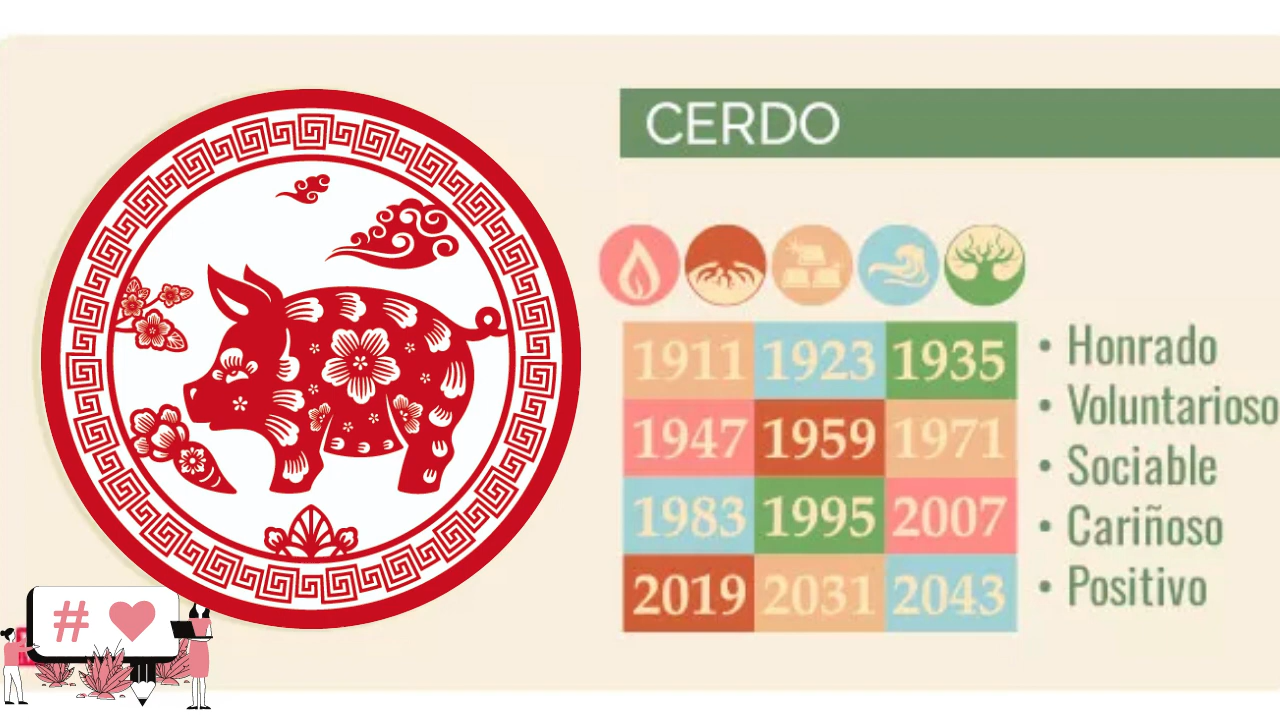 CERDO
1911 1923 1935
1947 1959 1971
1983 1995 2007
2019 2031 2043
• Honrado
• Voluntarioso
• Sociable
• Cariñoso
• Positivo
#